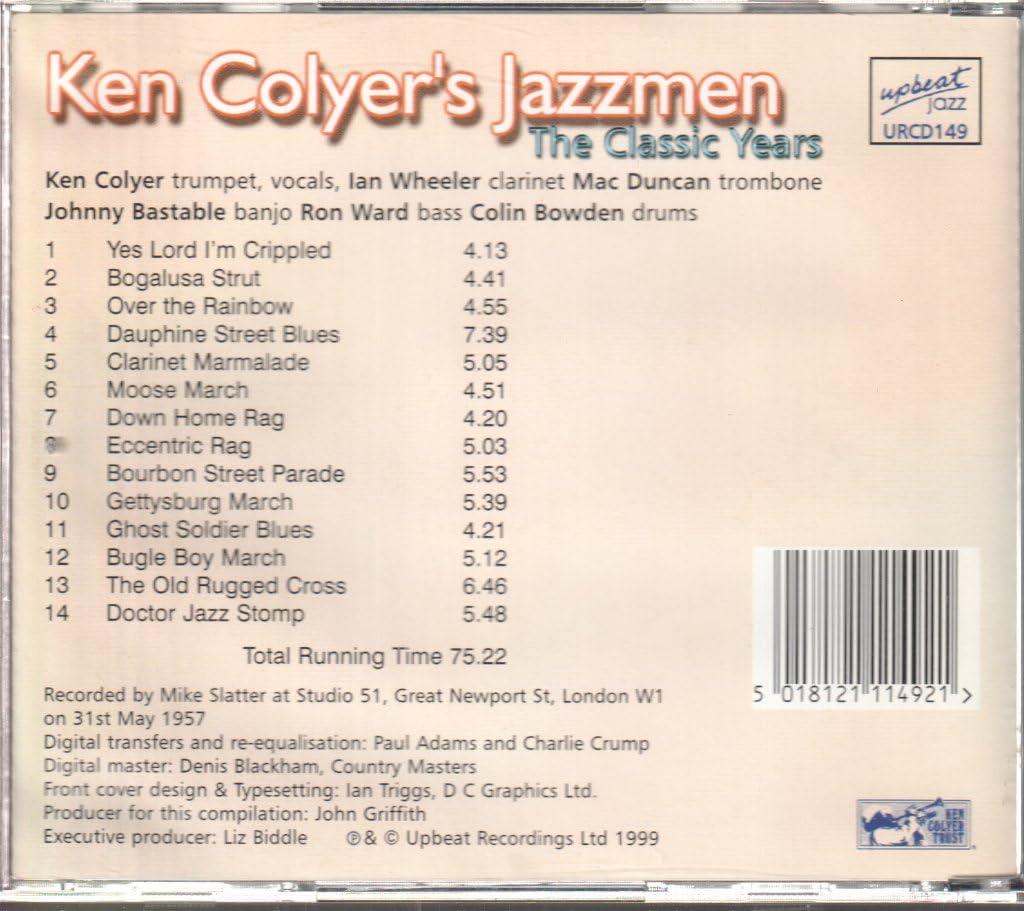 Ken Colyer's Jazzmen
The Classic Years
upbeat
jazz
URCD149
Ken Colyer trumpet, vocals, Ian Wheeler clarinet Mac Duncan trombone
Johnny Bastable banjo Ron Ward bass Colin Bowden drums
1 Yes Lord I'm Crippled 4.13
2 Bogalusa Strut 4.41
3 Over the Rainbow 4.55
4 Dauphine Street Blues 7.39
5 Clarinet Marmalade 5.05
6 Moose March 4.51
7 Down Home Rag 4.20
8 Eccentric Rag 5.03
9 Bourbon Street Parade 5.53
10 Gettysburg March 5.39
11 Ghost Soldier Blues 4.21
12 Bugle Boy March 5.12
13 The Old Rugged Cross 6.46
14 Doctor Jazz Stomp 5.48
Total Running Time 75.22
Recorded by Mike Slatter at Studio 51, Great Newport St, London W1
on 31st May 1957
Digital transfers and re-equalisation: Paul Adams and Charlie Crump
Digital master: Denis Blackham, Country Masters
Front cover design & Typesetting: Ian Triggs, D C Graphics Ltd.
Producer for this compilation: John Griffith
Executive producer: Liz Biddle ℗ & © Upbeat Recordings Ltd 1999
5 018121 114921 >
KEN
COLYER
TRUST